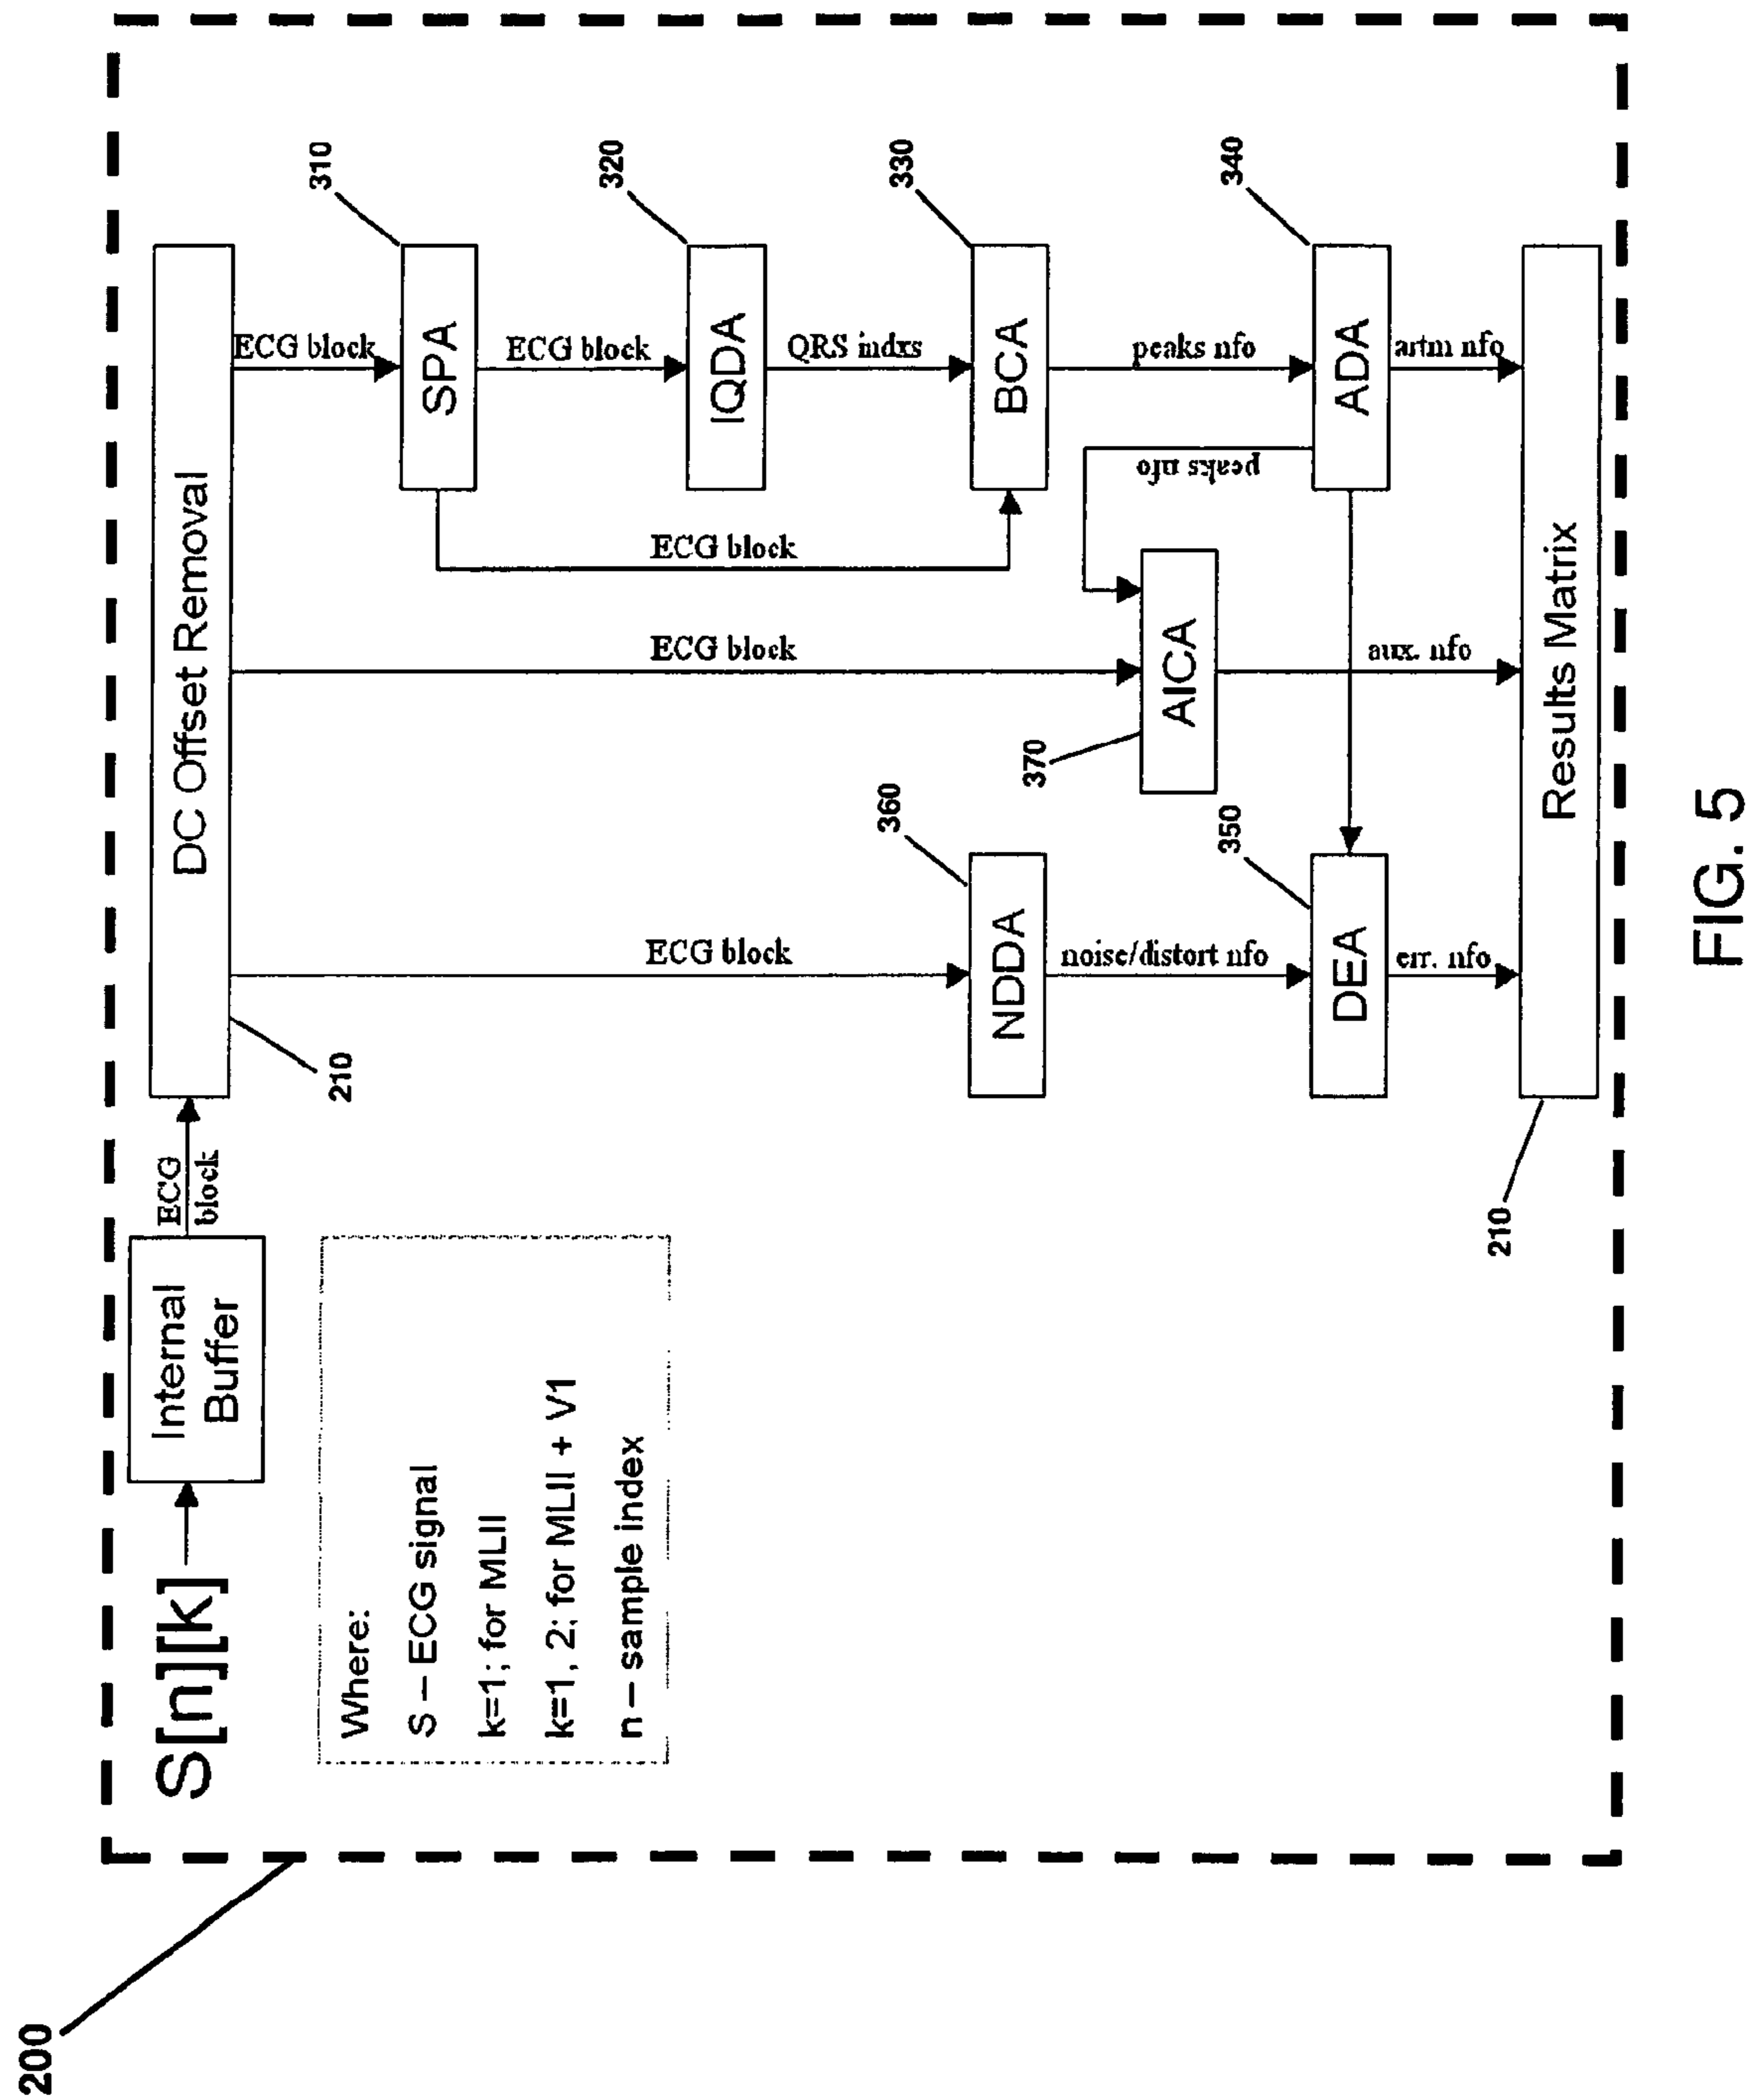 200
S[n][k]
Internal
Buffer
ECG
block
DC Offset Removal
210
Where:
S – ECG signal
k=1; for MLII
k=1, 2; for MLII + V1
n – sample index
ECG block
ECG block
ECG block
SPA
310
ECG block
ECG block
IQDA
320
QRS indxs
NDDA
360
BCA
330
noise/distort nfo
peaks nfo
peaks nfo
AICA
370
DEA
350
ADA
340
err. nfo
aux. nfo
artm nfo
Results Matrix
210
FIG. 5